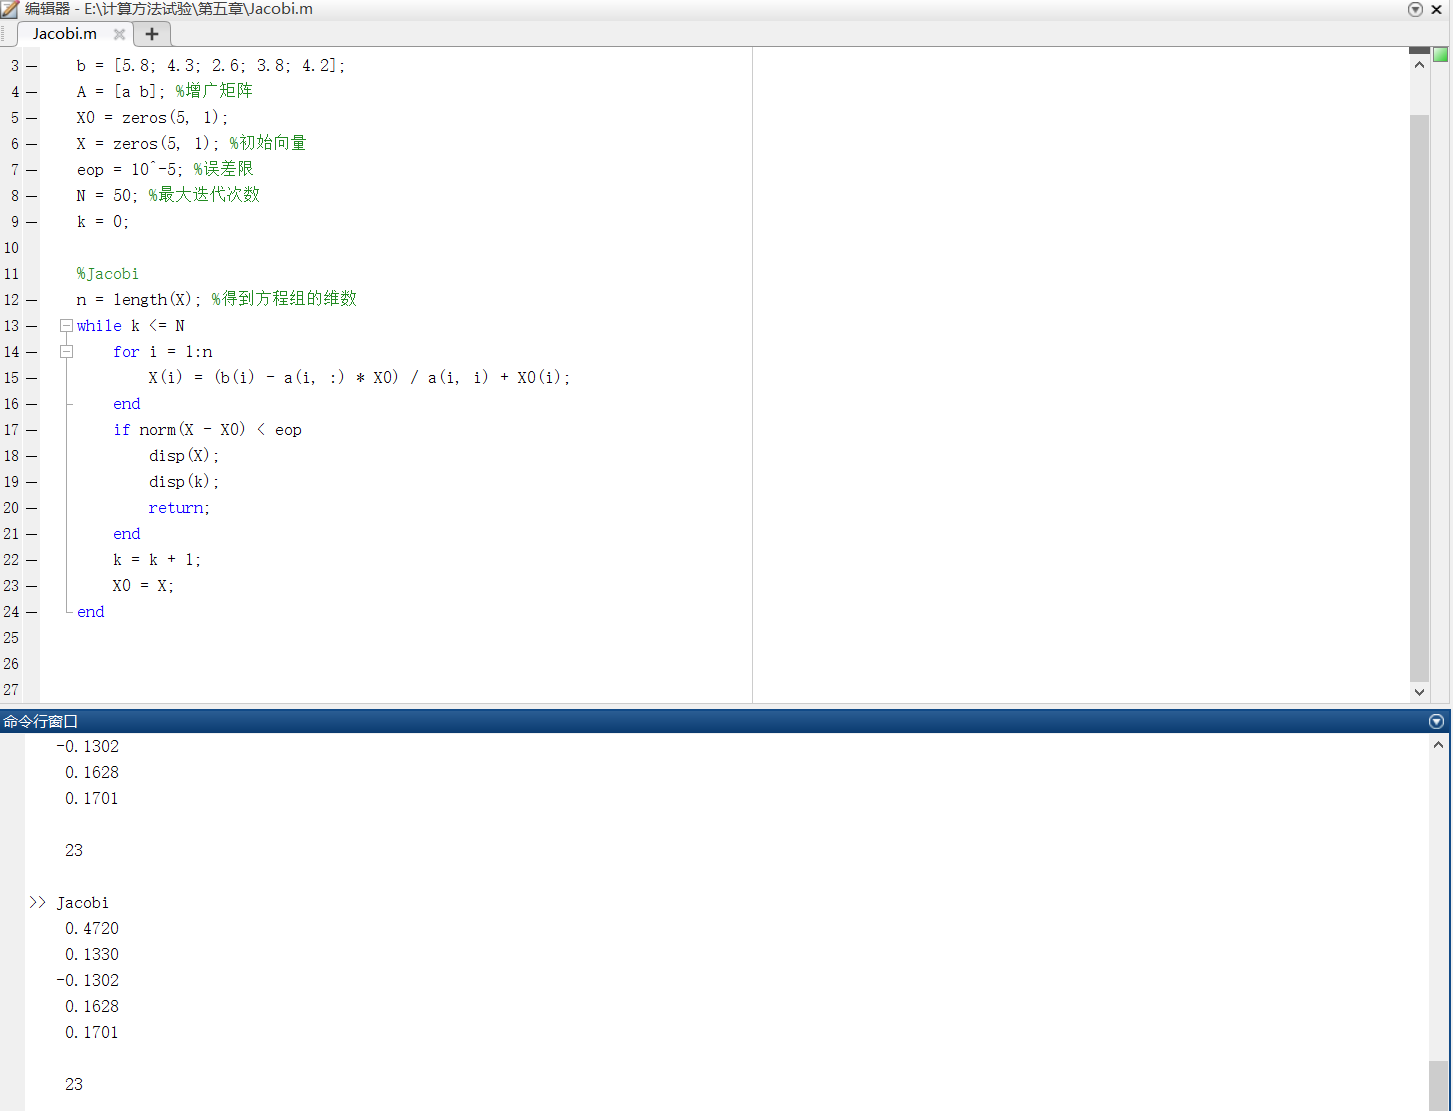 编辑器 - E:\计算方法试验\第五章\Jacobi.m
Jacobi.m
3 b = [5.8; 4.3; 2.6; 3.8; 4.2];
4 A = [a b]; %增广矩阵
5 X0 = zeros(5, 1);
6 X = zeros(5, 1); %初始向量
7 eop = 10^-5; %误差限
8 N = 50; %最大迭代次数
9 k = 0;
10
11 %Jacobi
12 n = length(X); %得到方程组的维数
13 while k <= N
14 for i = 1:n
15 X(i) = (b(i) - a(i, :) * X0) / a(i, i) + X0(i);
16 end
17 if norm(X - X0) < eop
18 disp(X);
19 disp(k);
20 return;
21 end
22 k = k + 1;
23 X0 = X;
24 end
25
26
27
命令行窗口
-0.1302
0.1628
0.1701
23
>> Jacobi
0.4720
0.1330
-0.1302
0.1628
0.1701
23